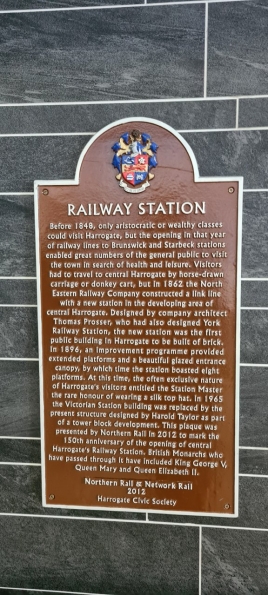 RAILWAY STATION
Before 1848, only aristocratic or wealthy classes
could visit Harrogate, but the opening in that year
of railway lines to Brunswick and Starbeck stations
enabled great numbers of the general public to visit
the town in search of health and leisure. Visitors
had to travel to central Harrogate by horse-drawn
carriage or donkey cart, but in 1862 the North
Eastern Railway Company constructed a link line
with a new station in the developing area of
central Harrogate. Designed by company architect
Thomas Prosser, who had also designed York
Railway Station, the new station was the first
public building in Harrogate to be built of brick.
In 1896, an improvement programme provided
extended platforms and a beautiful glazed entrance
canopy, by which time the station boasted eight
platforms. At this time, the often exclusive nature
of Harrogate's visitors entitled the Station Master
the rare honour of wearing a silk top hat. In 1965
the Victorian Station building was replaced by the
present structure designed by Harold Taylor as part
of a tower block development. This plaque was
presented by Northern Rail in 2012 to mark the
150th anniversary of the opening of central
Harrogate's Railway Station. British Monarchs who
have passed through it have included King George V,
Queen Mary and Queen Elizabeth II.
Northern Rail & Network Rail
2012
Harrogate Civic Society